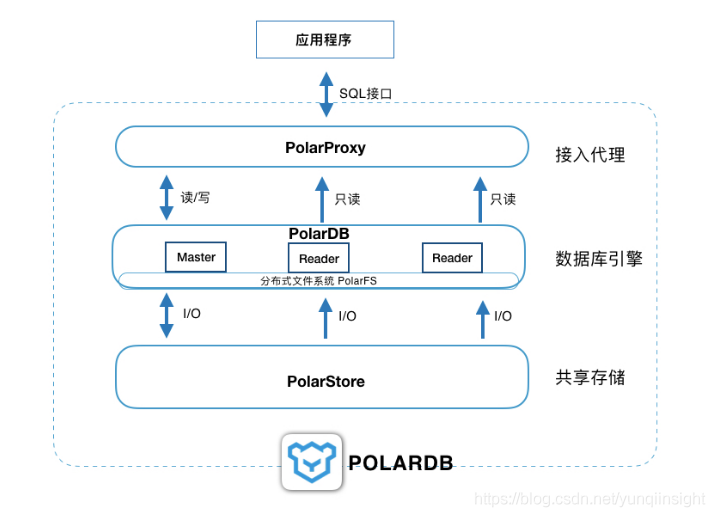 应用程序
SQL接口
PolarProxy
接入代理
读/写
只读
只读
PolarDB
Master
Reader
Reader
数据库引擎
分布式文件系统 PolarFS
I/O
I/O
I/O
PolarStore
共享存储
POLARDB
https://blog.csdn.net/yunqiinsight